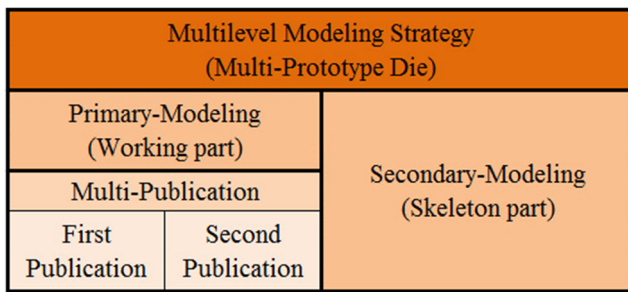 Multilevel Modeling Strategy
(Multi-Prototype Die)
Primary-Modeling
(Working part)
Multi-Publication
First
Publication
Second
Publication
Secondary-Modeling
(Skeleton part)